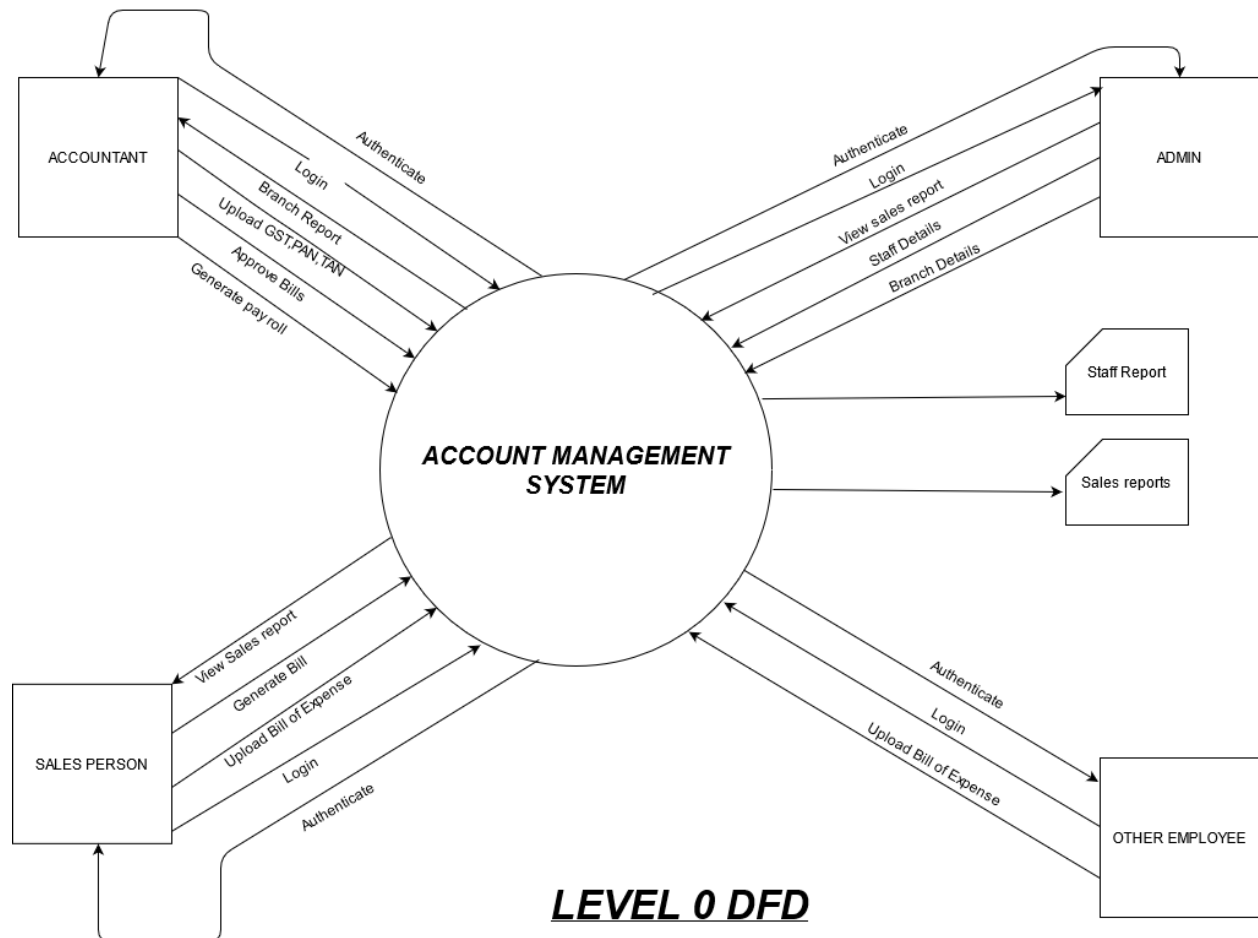 ACCOUNTANT
Authenticate
Login
Branch Report
Upload GST,PAN,TAN
Approve Bills
Generate pay roll
ADMIN
Authenticate
Login
View sales report
Staff Details
Branch Details
Staff Report
Sales reports
ACCOUNT MANAGEMENT
SYSTEM
SALES PERSON
View Sales report
Generate Bill
Upload Bill of Expense
Login
Authenticate
OTHER EMPLOYEE
Authenticate
Login
Upload Bill of Expense
LEVEL 0 DFD